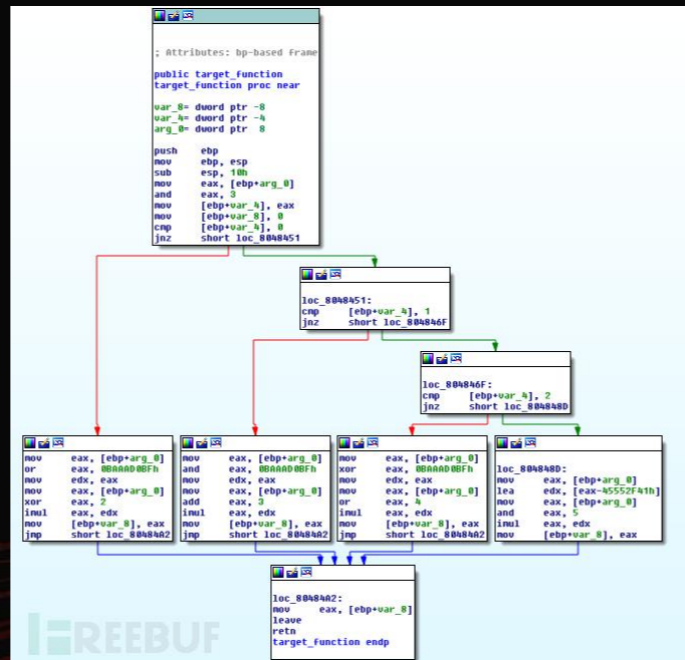 ; Attributes: bp-based frame
public target_function
target_function proc near
var_8= dword ptr -8
var_4= dword ptr -4
arg_0= dword ptr  8
push    ebp
mov     ebp, esp
sub     esp, 10h
mov     eax, [ebp+arg_0]
and     eax, 3
mov     [ebp+var_4], eax
mov     [ebp+var_8], 0
cmp     [ebp+var_4], 0
jnz     short loc_8048451
loc_8048451:
cmp     [ebp+var_4], 1
jnz     short loc_804846F
loc_804846F:
cmp     [ebp+var_4], 2
jnz     short loc_804848D
mov     eax, [ebp+arg_0]
or      eax, 0BAAAD0BFh
mov     edx, eax
mov     eax, [ebp+arg_0]
xor     eax, 2
imul    eax, edx
mov     [ebp+var_8], eax
jmp     short loc_80484A2
mov     eax, [ebp+arg_0]
and     eax, 0BAAAD0BFh
mov     edx, eax
mov     eax, [ebp+arg_0]
add     eax, 3
imul    eax, edx
mov     [ebp+var_8], eax
jmp     short loc_80484A2
mov     eax, [ebp+arg_0]
xor     eax, 0BAAAD0BFh
mov     edx, eax
mov     eax, [ebp+arg_0]
or      eax, 4
imul    eax, edx
mov     [ebp+var_8], eax
jmp     short loc_80484A2
loc_804848D:
mov     eax, [ebp+arg_0]
lea     edx, [eax-45552F41h]
mov     eax, [ebp+arg_0]
and     eax, 5
imul    eax, edx
mov     [ebp+var_8], eax
loc_80484A2:
mov     eax, [ebp+var_8]
leave
retn
target_function endp
FREEBUF